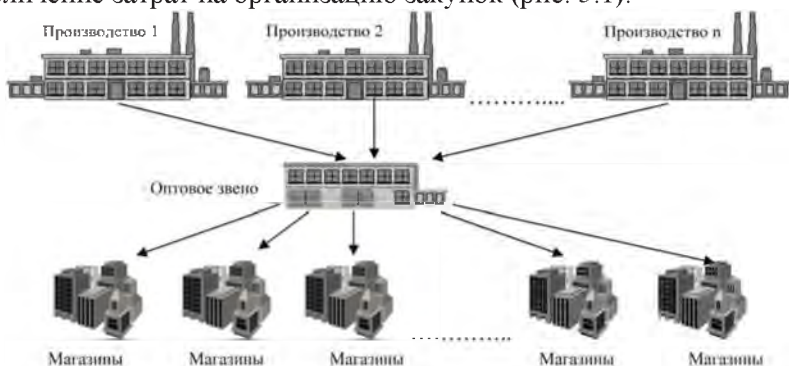 затрат на организацию закупок (рис. 5.1).
Производство 1 Производство 2 Производство n
Оптовое звено
Магазины Магазины Магазины Магазины Магазины